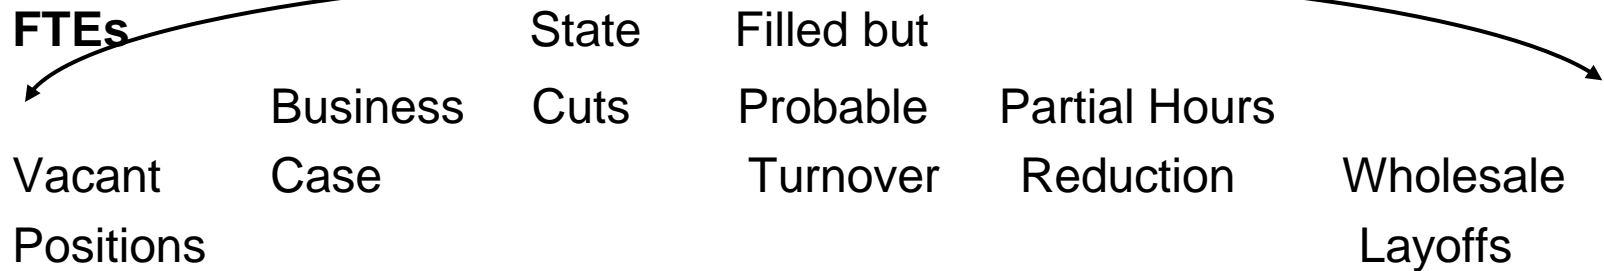 FTEs State Filled but
Business Cuts Probable Partial Hours
Vacant Case Turnover Reduction Wholesale
Positions Layoffs